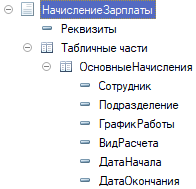 НачислениеЗарплаты
Реквизиты
Табличные части
ОсновныеНачисления
Сотрудник
Подразделение
ГрафикРаботы
ВидРасчета
ДатаНачала
ДатаОкончания